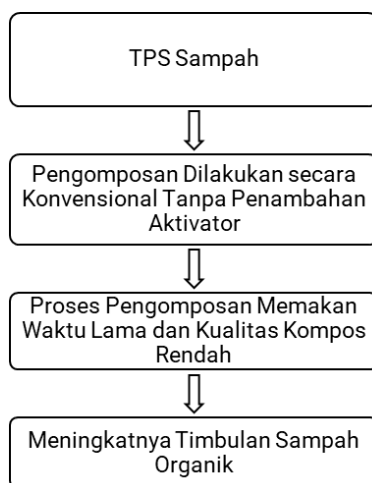 TPS Sampah
Pengomposan Dilakukan secara
Konvensional Tanpa Penambahan
Aktivator
Proses Pengomposan Memakan
Waktu Lama dan Kualitas Kompos
Rendah
Meningkatnya Timbulan Sampah
Organik